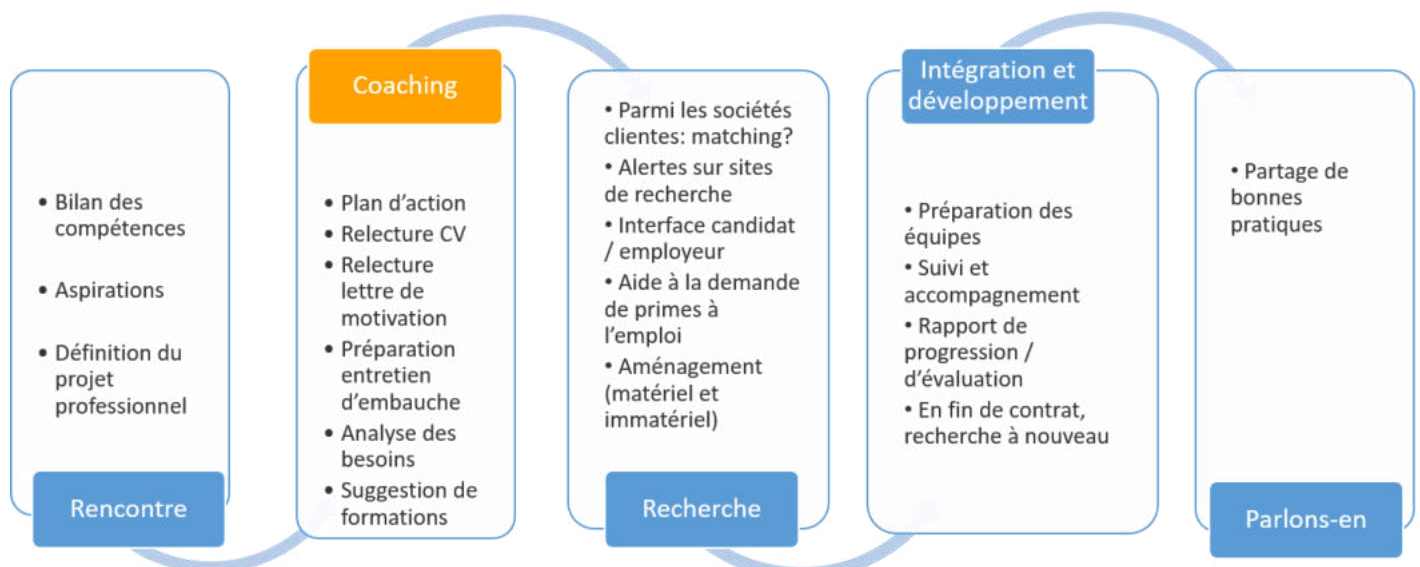 • Bilan des
compétences
• Aspirations
• Définition du
projet
professionnel
Rencontre
Coaching
• Plan d’action
• Relecture CV
• Relecture
lettre de
motivation
• Préparation
entretien
d’embauche
• Analyse des
besoins
• Suggestion de
formations
• Parmi les sociétés
clientes: matching?
• Alertes sur sites
de recherche
• Interface candidat
/ employeur
• Aide à la demande
de primes à
l’emploi
• Aménagement
(matériel et
immatériel)
Recherche
Intégration et
développement
• Préparation des
équipes
• Suivi et
accompagnement
• Rapport de
progression /
d’évaluation
• En fin de contrat,
recherche à nouveau
• Partage de
bonnes
pratiques
Parlons-en